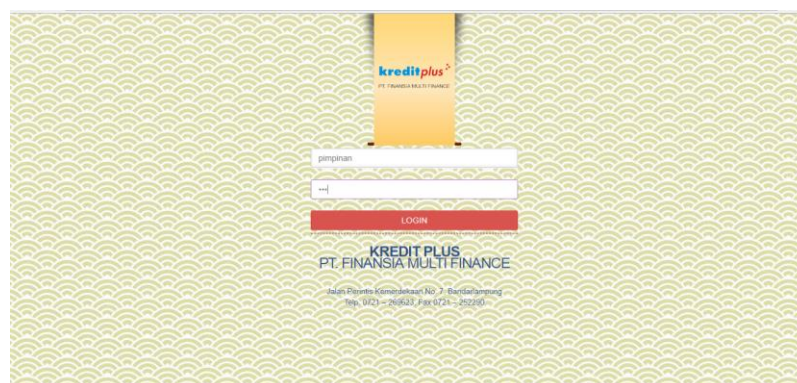 kreditplus
PT. FINANSIA MULTI FINANCE
pimpinan
LOGIN
KREDIT PLUS
PT. FINANSIA MULTI FINANCE
Jalan Perintis Kemerdekaan No. 7. Bandarlampung
Telp. 0721 – 269623, Fax 0721 – 252290